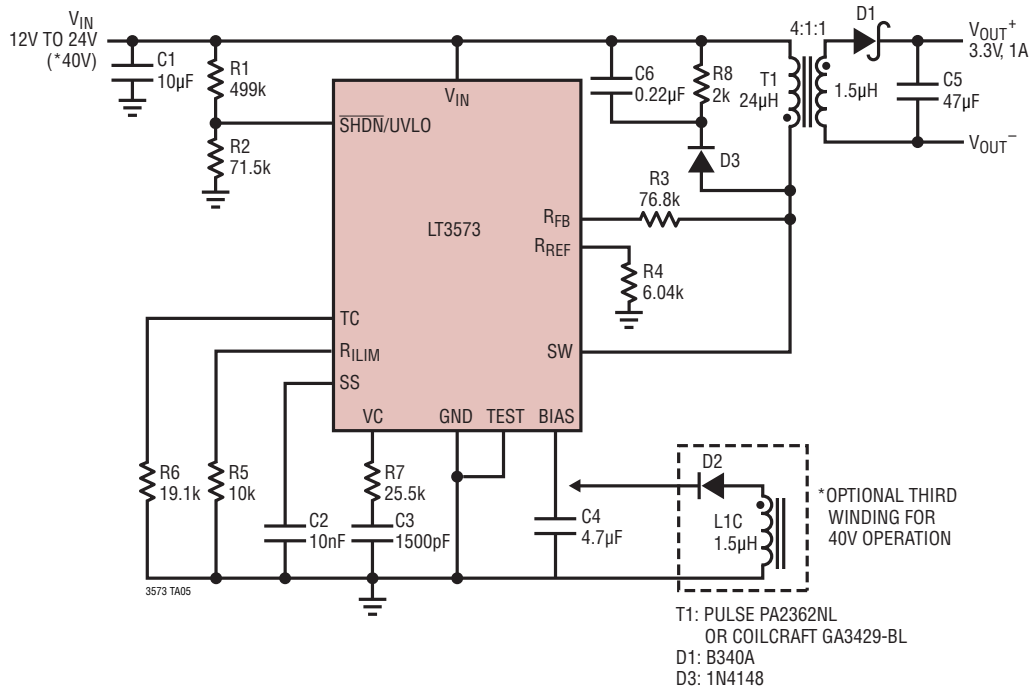 VIN
12V TO 24V
(*40V)
C1
10µF
R1
499k
R2
71.5k
VIN
SHDN/UVLO
LT3573
RFB
RREF
SW
TC
RILIM
SS
VC
GND
TEST
BIAS
C6
0.22µF
R8
2k
D3
R3
76.8k
R4
6.04k
4:1:1
T1
24µH
1.5µH
D1
VOUT+
3.3V, 1A
C5
47µF
VOUT–
R6
19.1k
R5
10k
C2
10nF
R7
25.5k
C3
1500pF
C4
4.7µF
D2
L1C
1.5µH
*OPTIONAL THIRD
WINDING FOR
40V OPERATION
3573 TA05
T1: PULSE PA2362NL
OR COILCRAFT GA3429-BL
D1: B340A
D3: 1N4148